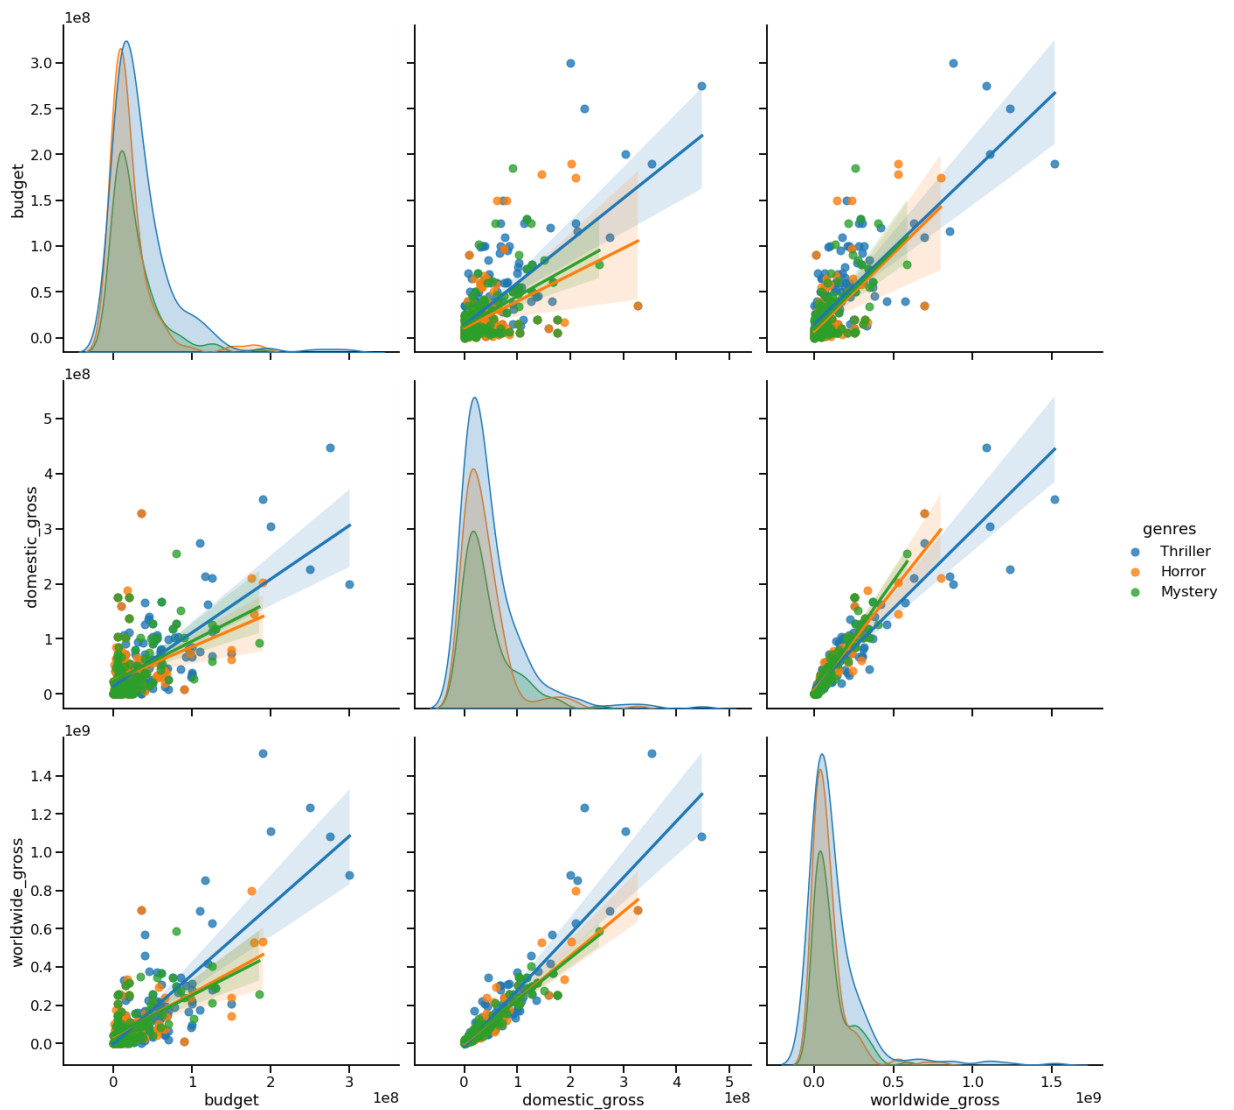 1e8
3.0
2.5
2.0
1.5
1.0
0.5
0.0
budget
1e8
5
4
3
2
1
0
domestic_gross
genres
Thriller
Horror
Mystery
1e9
1.4
1.2
1.0
0.8
0.6
0.4
0.2
0.0
worldwide_gross
0 1 2 3
1e8
budget
0 1 2 3 4 5
1e8
domestic_gross
0.0 0.5 1.0 1.5
1e9
worldwide_gross